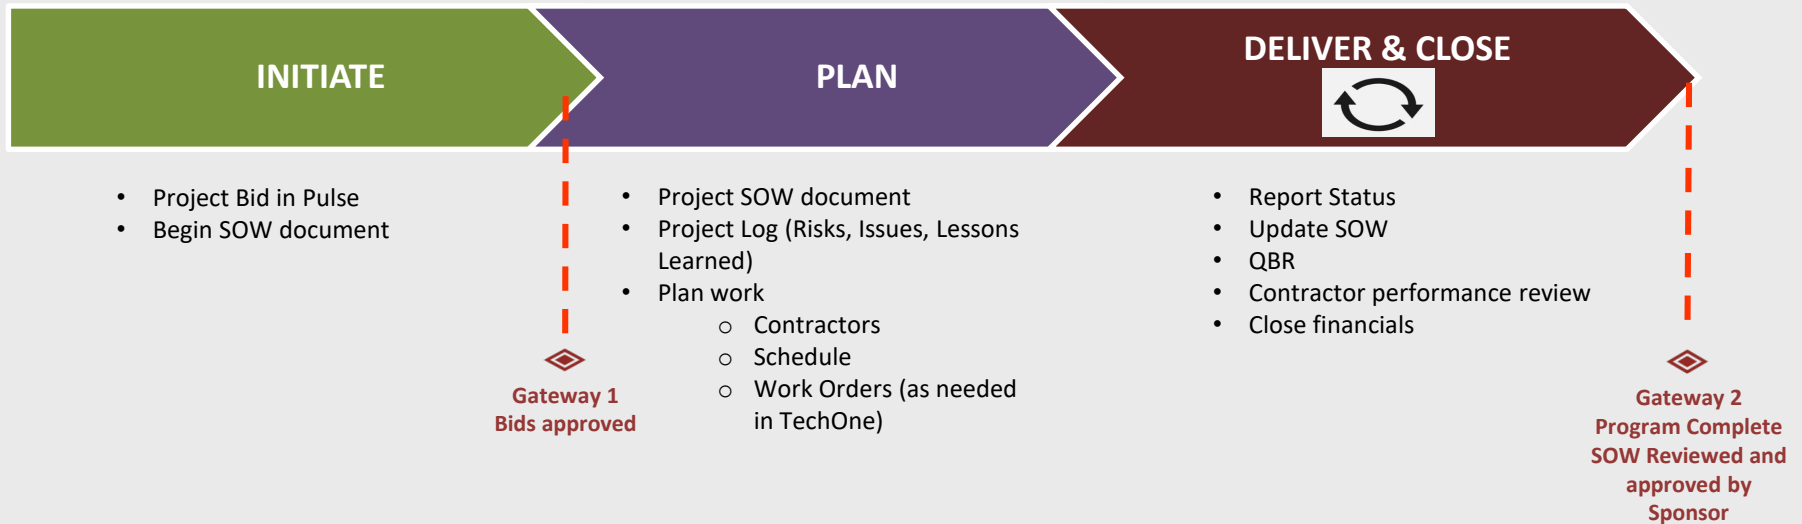 INITIATE
PLAN
DELIVER & CLOSE
• Project Bid in Pulse
• Begin SOW document
• Project SOW document
• Project Log (Risks, Issues, Lessons
Learned)
• Plan work
o Contractors
o Schedule
o Work Orders (as needed
in TechOne)
• Report Status
• Update SOW
• QBR
• Contractor performance review
• Close financials
Gateway 1
Bids approved
Gateway 2
Program Complete
SOW Reviewed and
approved by
Sponsor